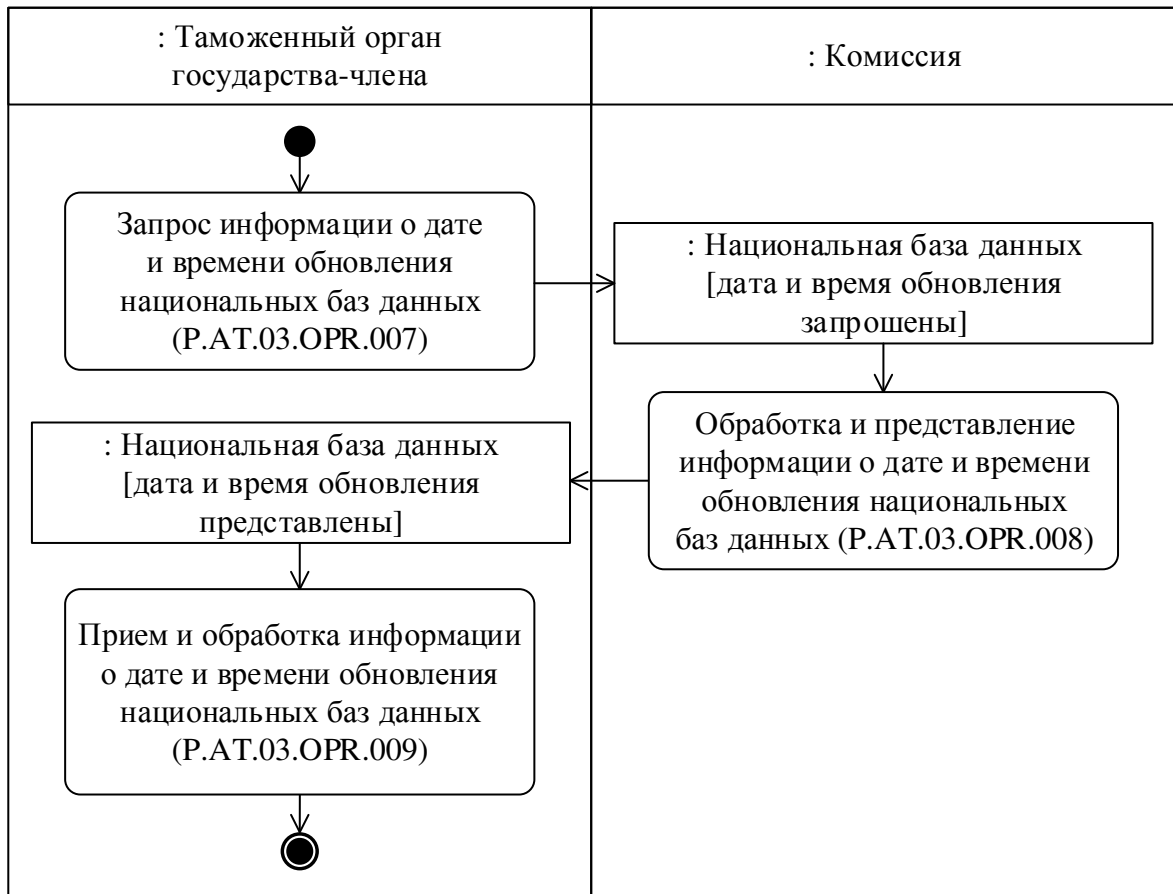 : Таможенный орган
государства-члена
: Комиссия
Запрос информации о дате
и времени обновления
национальных баз данных
(P.AT.03.OPR.007)
: Национальная база данных
[дата и время обновления
запрошены]
Обработка и представление
информации о дате и времени
обновления национальных
баз данных (P.AT.03.OPR.008)
: Национальная база данных
[дата и время обновления
представлены]
Прием и обработка информации
о дате и времени обновления
национальных баз данных
(P.AT.03.OPR.009)